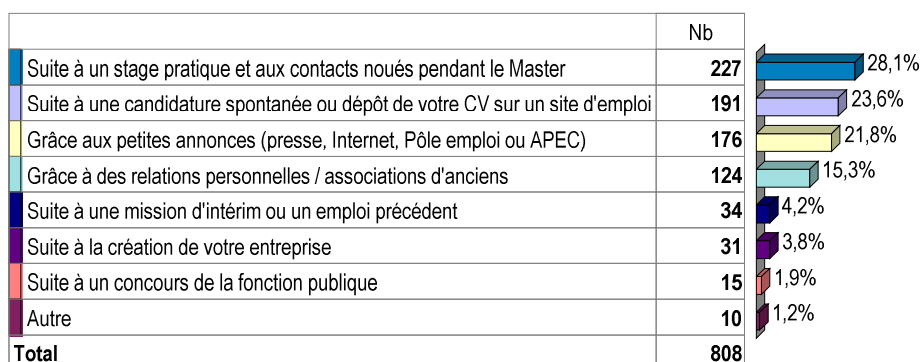 Nb
Suite à un stage pratique et aux contacts noués pendant le Master 227 28,1%
Suite à une candidature spontanée ou dépôt de votre CV sur un site d'emploi 191 23,6%
Grâce aux petites annonces (presse, Internet, Pôle emploi ou APEC) 176 21,8%
Grâce à des relations personnelles / associations d'anciens 124 15,3%
Suite à une mission d'intérim ou un emploi précédent 34 4,2%
Suite à la création de votre entreprise 31 3,8%
Suite à un concours de la fonction publique 15 1,9%
Autre 10 1,2%
Total 808